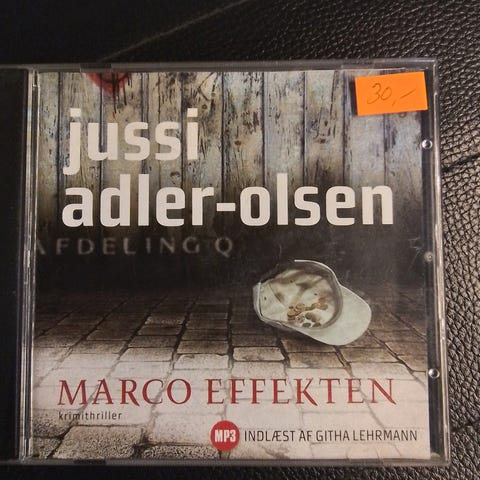 30,-
jussi
adler-olsen
AFDELING Q
MARCO EFFEKTEN
krimithriller
MP3 INDLÆST AF GITHA LEHRMANN